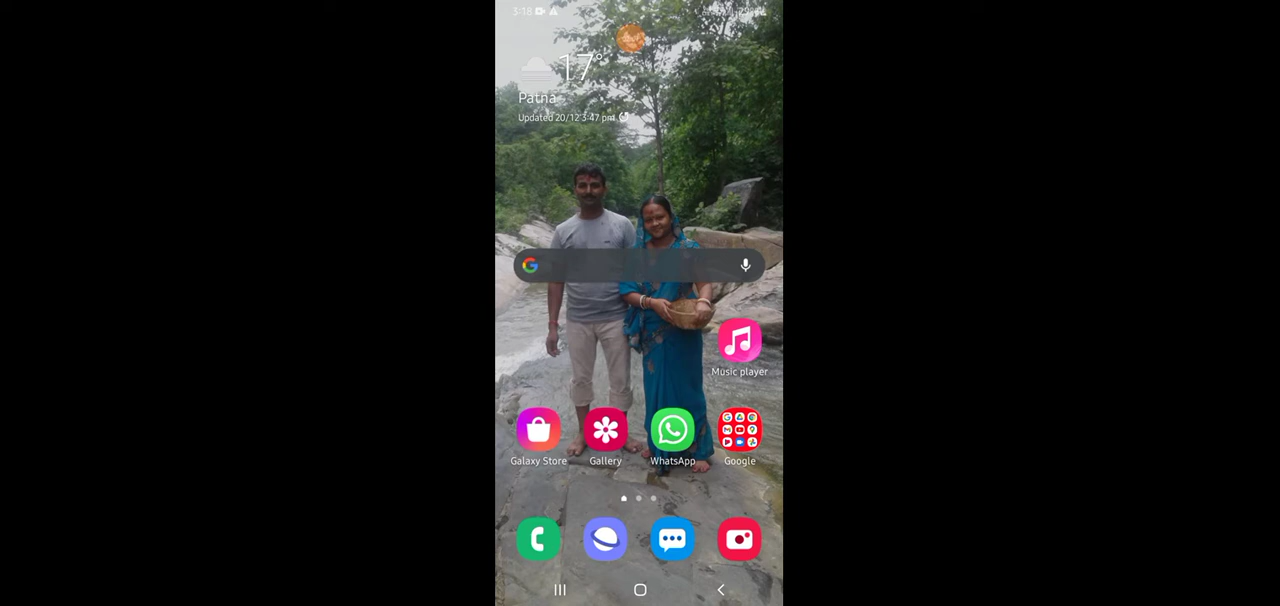 3:18
17°
Patna
Updated 20/12 3:47 pm
Music player
Galaxy Store
Gallery
WhatsApp
Google